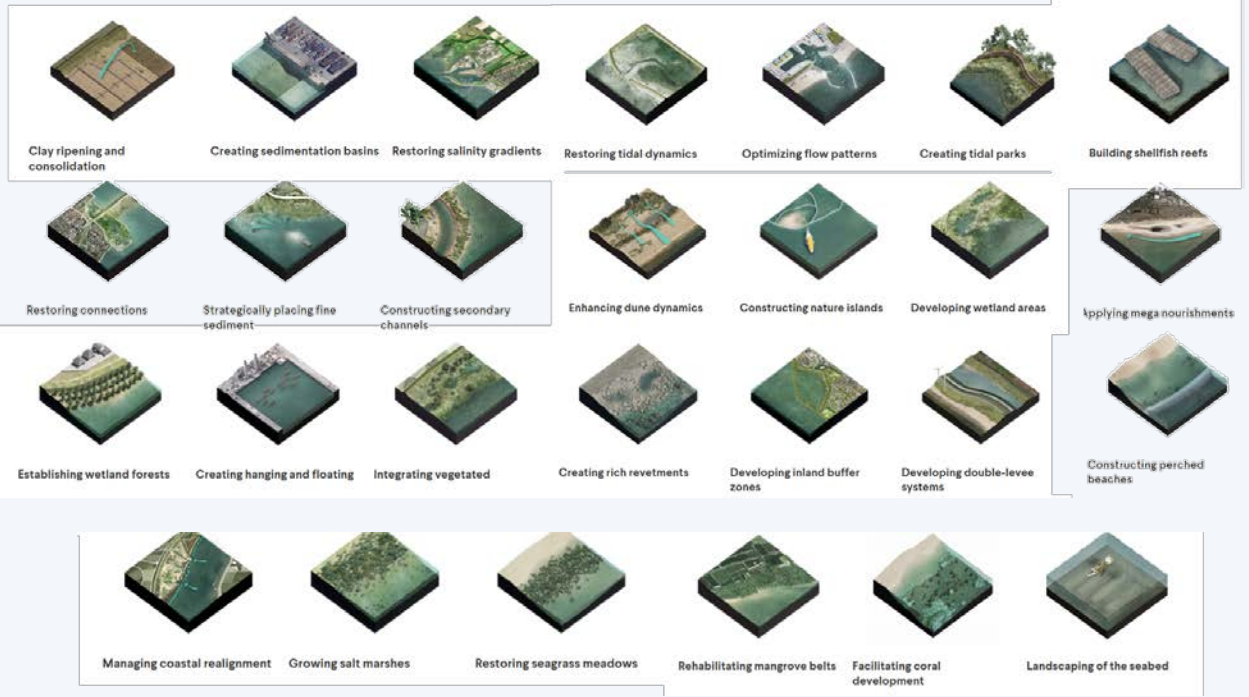 Clay ripening and
consolidation
Creating sedimentation basins
Restoring salinity gradients
Restoring tidal dynamics
Optimizing flow patterns
Creating tidal parks
Building shellfish reefs
Restoring connections
Strategically placing fine
sediment
Constructing secondary
channels
Enhancing dune dynamics
Constructing nature islands
Developing wetland areas
Applying mega nourishments
Establishing wetland forests
Creating hanging and floating
Integrating vegetated
Creating rich revetments
Developing inland buffer
zones
Developing double-levee
systems
Constructing perched
beaches
Managing coastal realignment
Growing salt marshes
Restoring seagrass meadows
Rehabilitating mangrove belts
Facilitating coral
development
Landscaping of the seabed